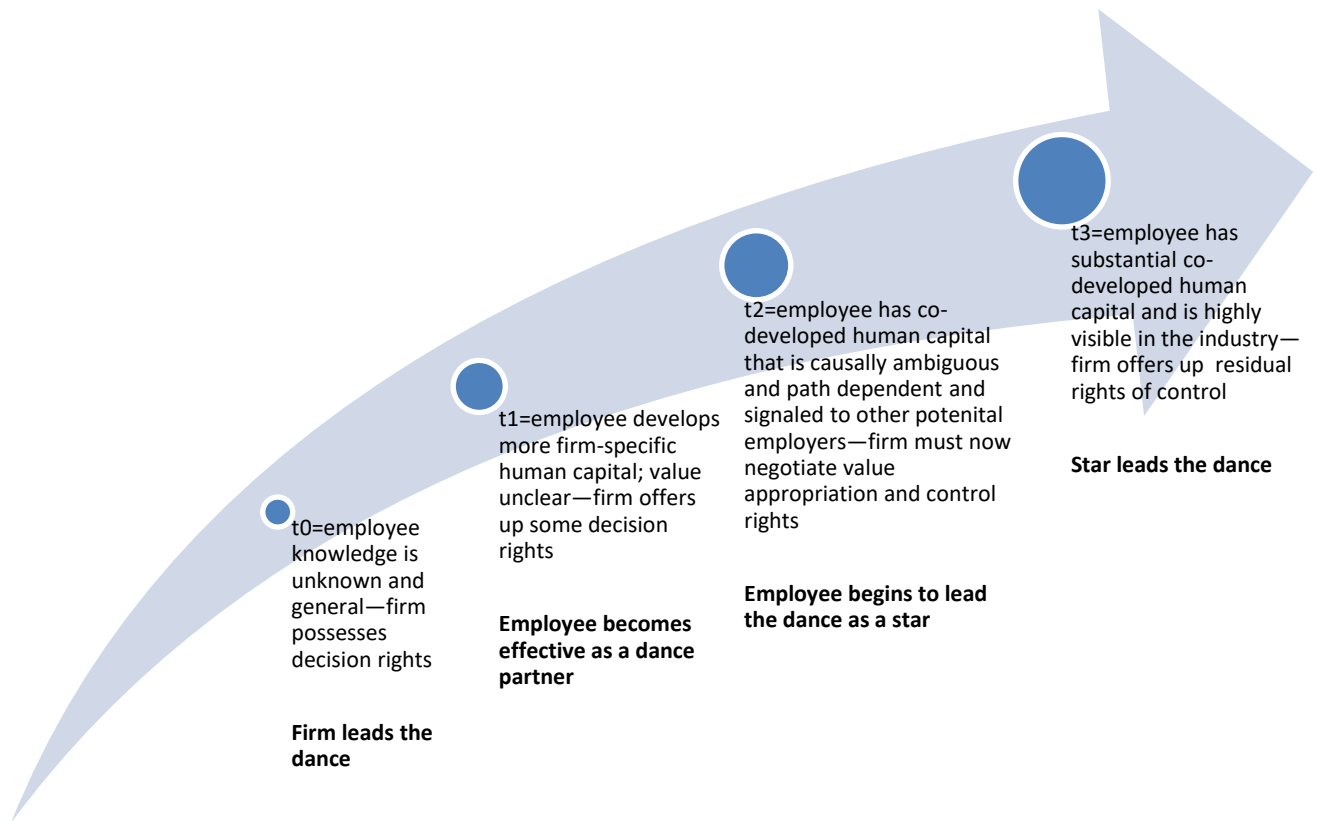 t0=employee
knowledge is
unknown and
general—firm
possesses
decision rights
Firm leads the
dance
t1=employee develops
more firm-specific
human capital; value
unclear—firm offers
up some decision
rights
Employee becomes
effective as a dance
partner
t2=employee has co-
developed human capital
that is causally ambiguous
and path dependent and
signaled to other potenital
employers—firm must now
negotiate value
appropriation and control
rights
Employee begins to lead
the dance as a star
t3=employee has
substantial co-
developed human
capital and is highly
visible in the industry—
firm offers up  residual
rights of control
Star leads the dance